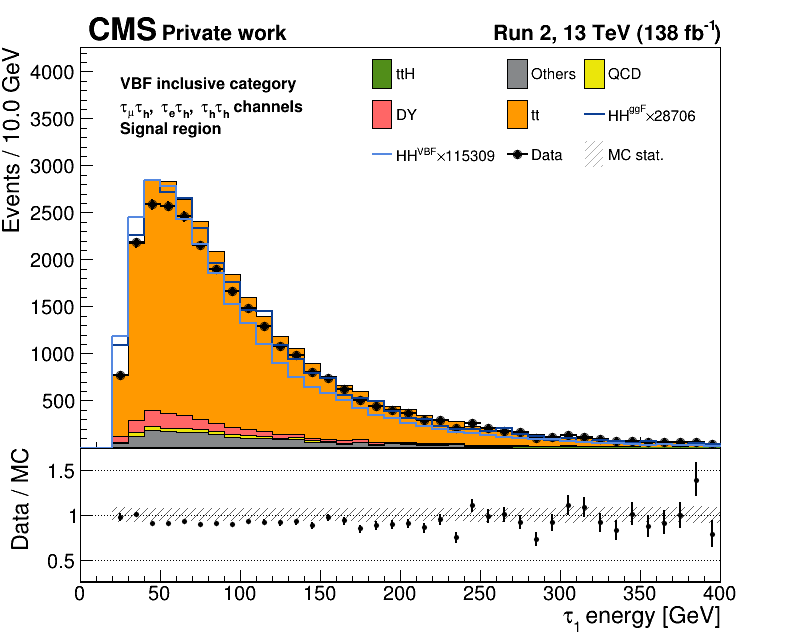 CMS Private work Run 2, 13 TeV (138 fb⁻¹)
Events / 10.0 GeV
4000
3500
3000
2500
2000
1500
1000
500
VBF inclusive category
τμτh, τeτh, τhτh channels
Signal region
ttH Others QCD
DY tt HHggF×28706
HHVBF×115309 Data MC stat.
Data / MC
1.5
1
0.5
0 50 100 150 200 250 300 350 400
τ1 energy [GeV]